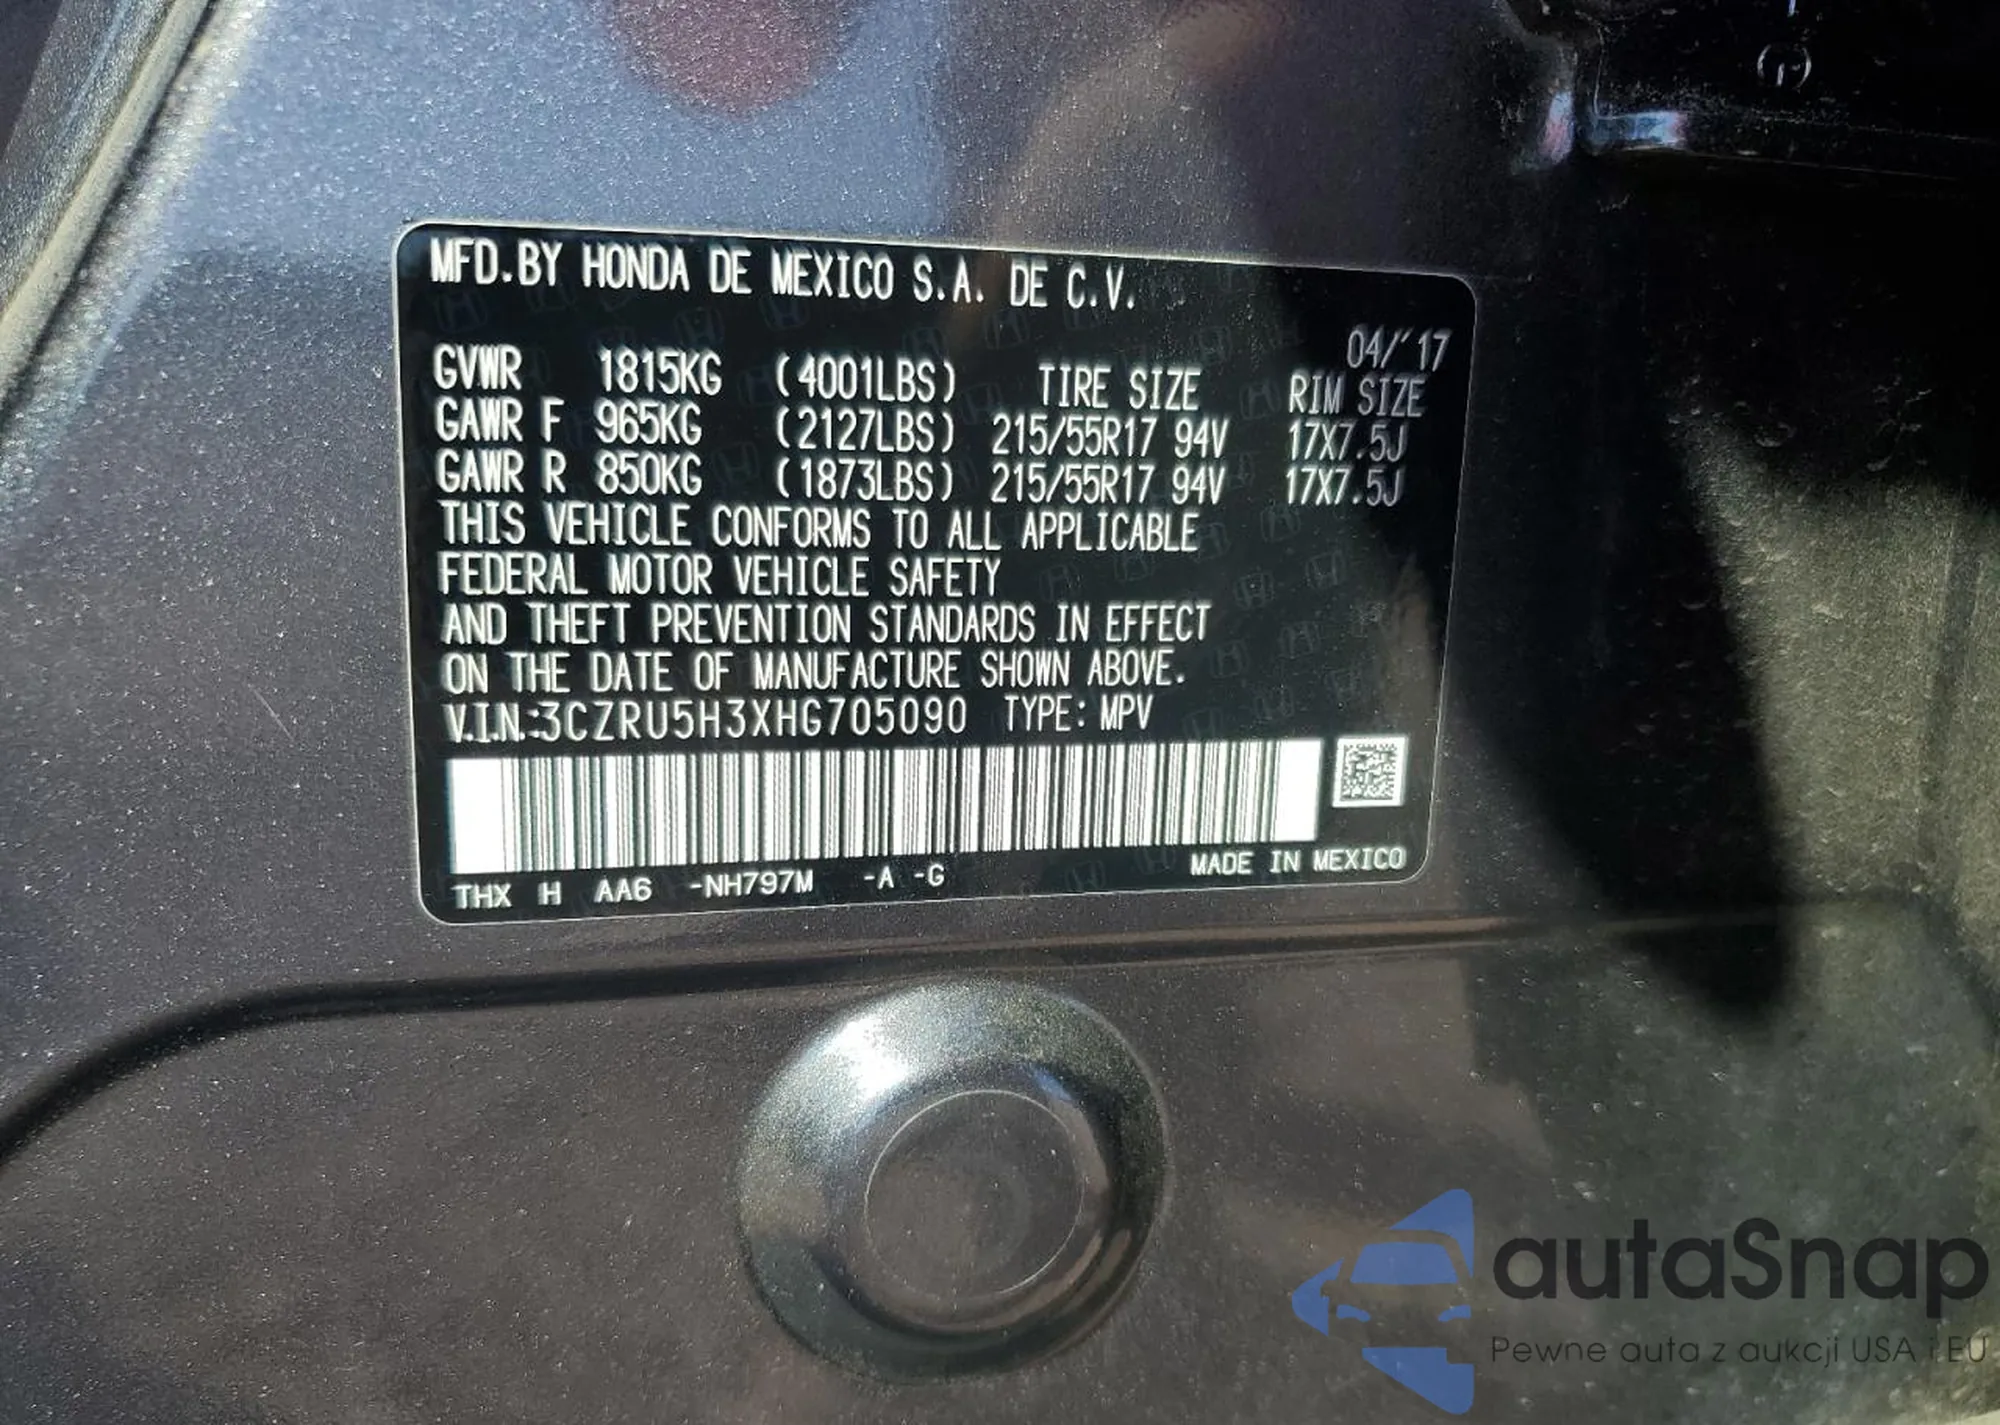 MFD.BY HONDA DE MEXICO S.A. DE C.V.
04/'17
GVWR 1815KG (4001LBS) TIRE SIZE RIM SIZE
GAWR F 965KG (2127LBS) 215/55R17 94V 17X7.5J
GAWR R 850KG (1873LBS) 215/55R17 94V 17X7.5J
THIS VEHICLE CONFORMS TO ALL APPLICABLE
FEDERAL MOTOR VEHICLE SAFETY
AND THEFT PREVENTION STANDARDS IN EFFECT
ON THE DATE OF MANUFACTURE SHOWN ABOVE.
V.I.N.:3CZRU5H3XHG705090 TYPE: MPV
MADE IN MEXICO
THX H AA6 -NH797M -A -G
autaSnap
Pewne auta z aukcji USA i EU